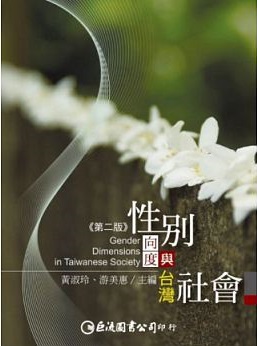 《第二版》
性別
向度
與
台灣
社會
Gender
Dimensions
in Taiwanese Society
黃淑玲、游美惠/主編
巨流圖書公司印行